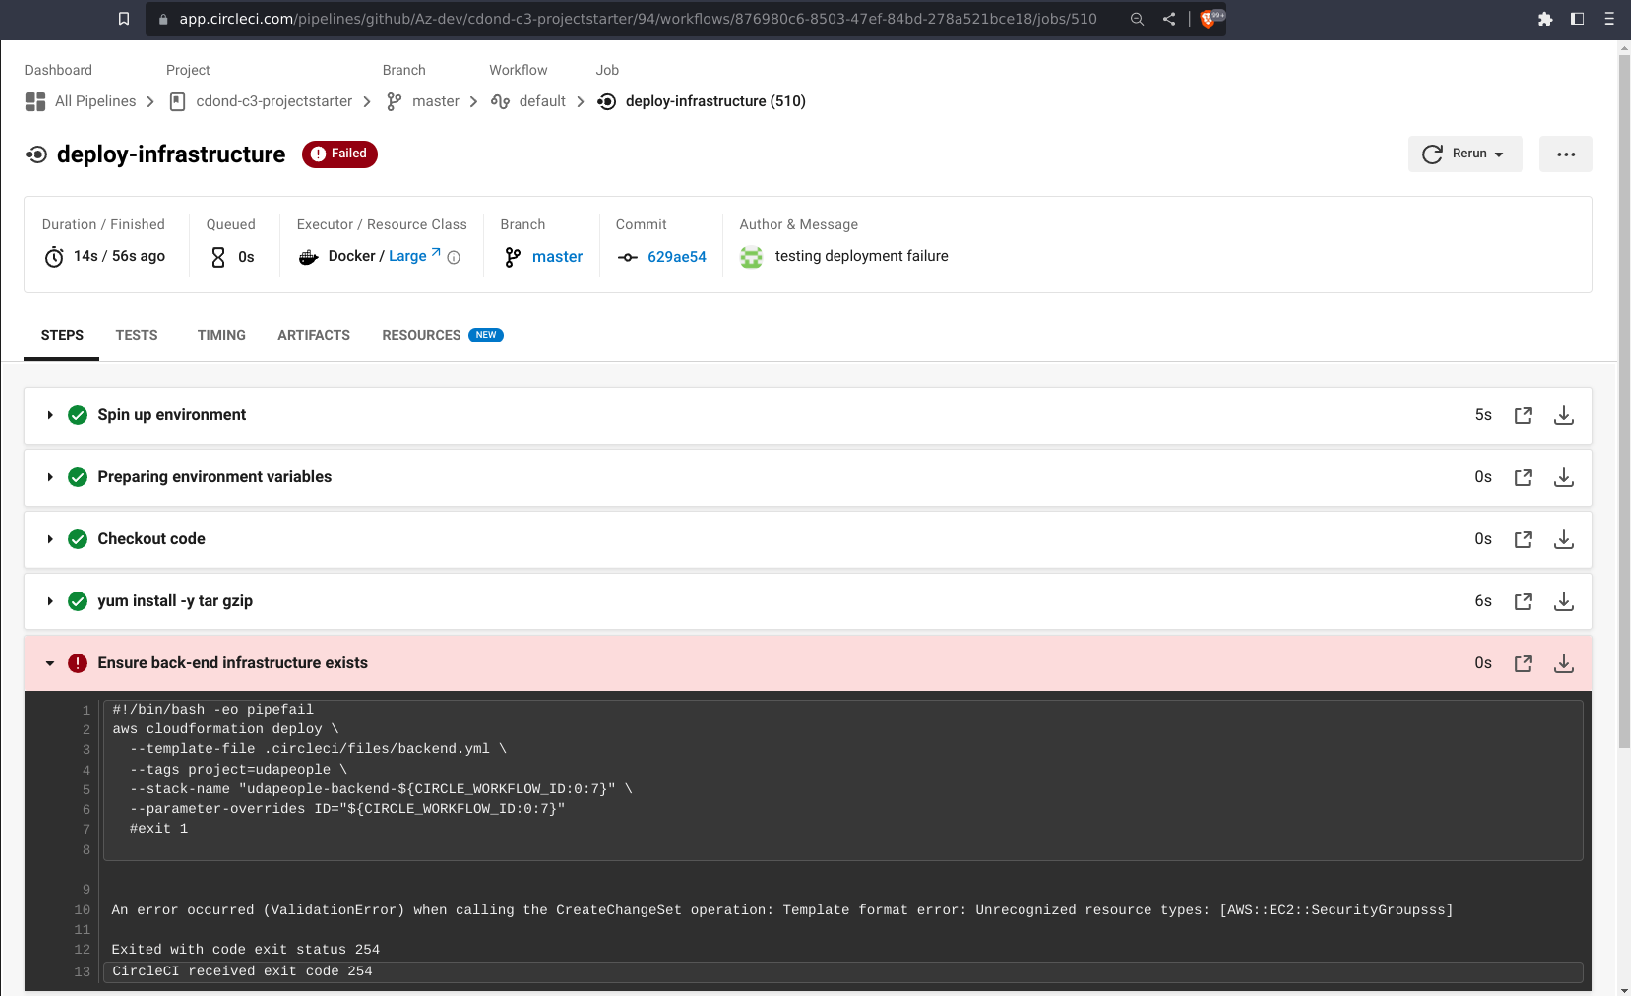 app.circleci.com/pipelines/github/Az-dev/cdond-c3-projectstarter/94/workflows/876980c6-8503-47ef-84bd-278a521bce18/jobs/510
99+
Dashboard Project Branch Workflow Job
All Pipelines cdond-c3-projectstarter master default deploy-infrastructure (510)
deploy-infrastructure ! Failed Rerun ...
Duration / Finished Queued Executor / Resource Class Branch Commit Author & Message
14s / 56s ago 0s Docker / Large master 629ae54 testing deployment failure
STEPS TESTS TIMING ARTIFACTS RESOURCES NEW
Spin up environment 5s
Preparing environment variables 0s
Checkout code 0s
yum install -y tar gzip 6s
! Ensure back-end infrastructure exists 0s
1 #!/bin/bash -eo pipefail
2 aws cloudformation deploy \
3 --template-file .circleci/files/backend.yml \
4 --tags project=udapeople \
5 --stack-name "udapeople-backend-${CIRCLE_WORKFLOW_ID:0:7}" \
6 --parameter-overrides ID="${CIRCLE_WORKFLOW_ID:0:7}"
7 #exit 1
8
9
10 An error occurred (ValidationError) when calling the CreateChangeSet operation: Template format error: Unrecognized resource types: [AWS::EC2::SecurityGroupsss]
11
12 Exited with code exit status 254
13 CircleCI received exit code 254